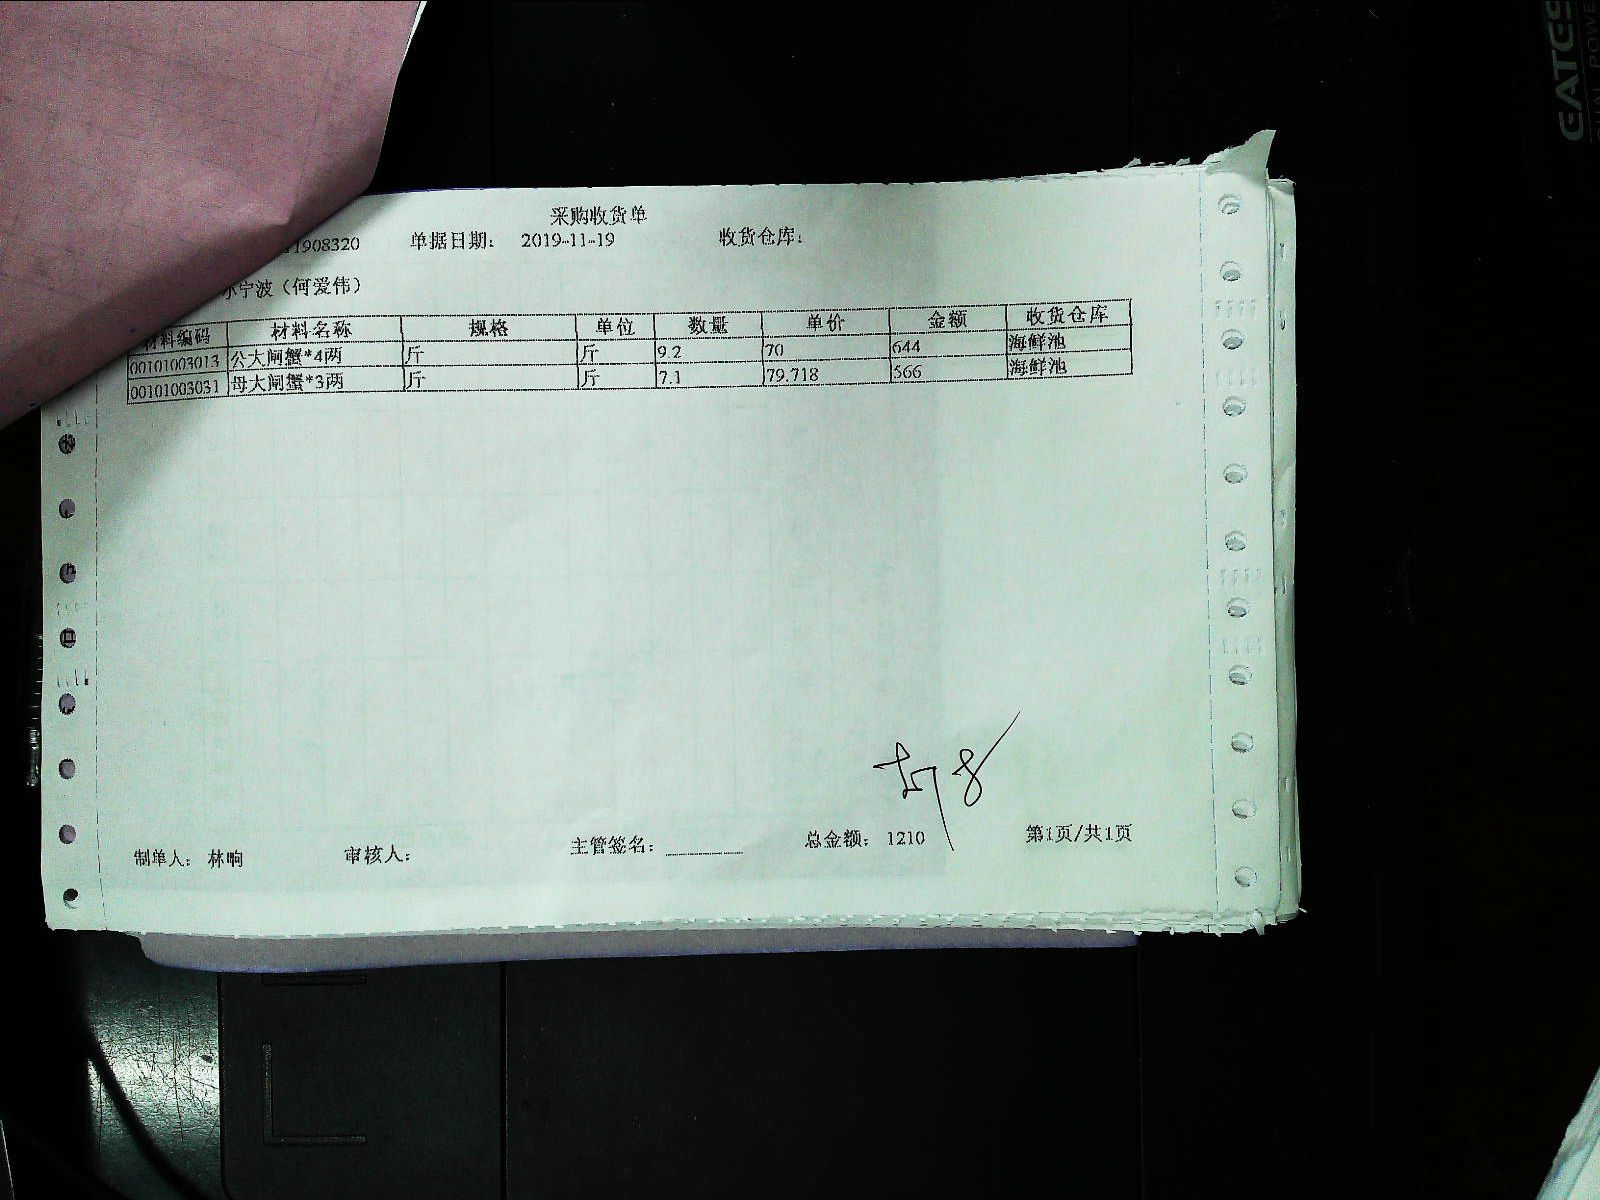 采购收货单
11908320 单据日期: 2019-11-19 收货仓库:
小宁波（何爱伟）
材料编码 材料名称 规格 单位 数量 单价 金额 收货仓库
00101003013 公大闸蟹*4两 斤 斤 9.2 70 644 海鲜池
00101003031 母大闸蟹*3两 斤 斤 7.1 79.718 566 海鲜池
制单人: 林响 审核人: 主管签名: 总金额: 1210 第1页/共1页
GATES